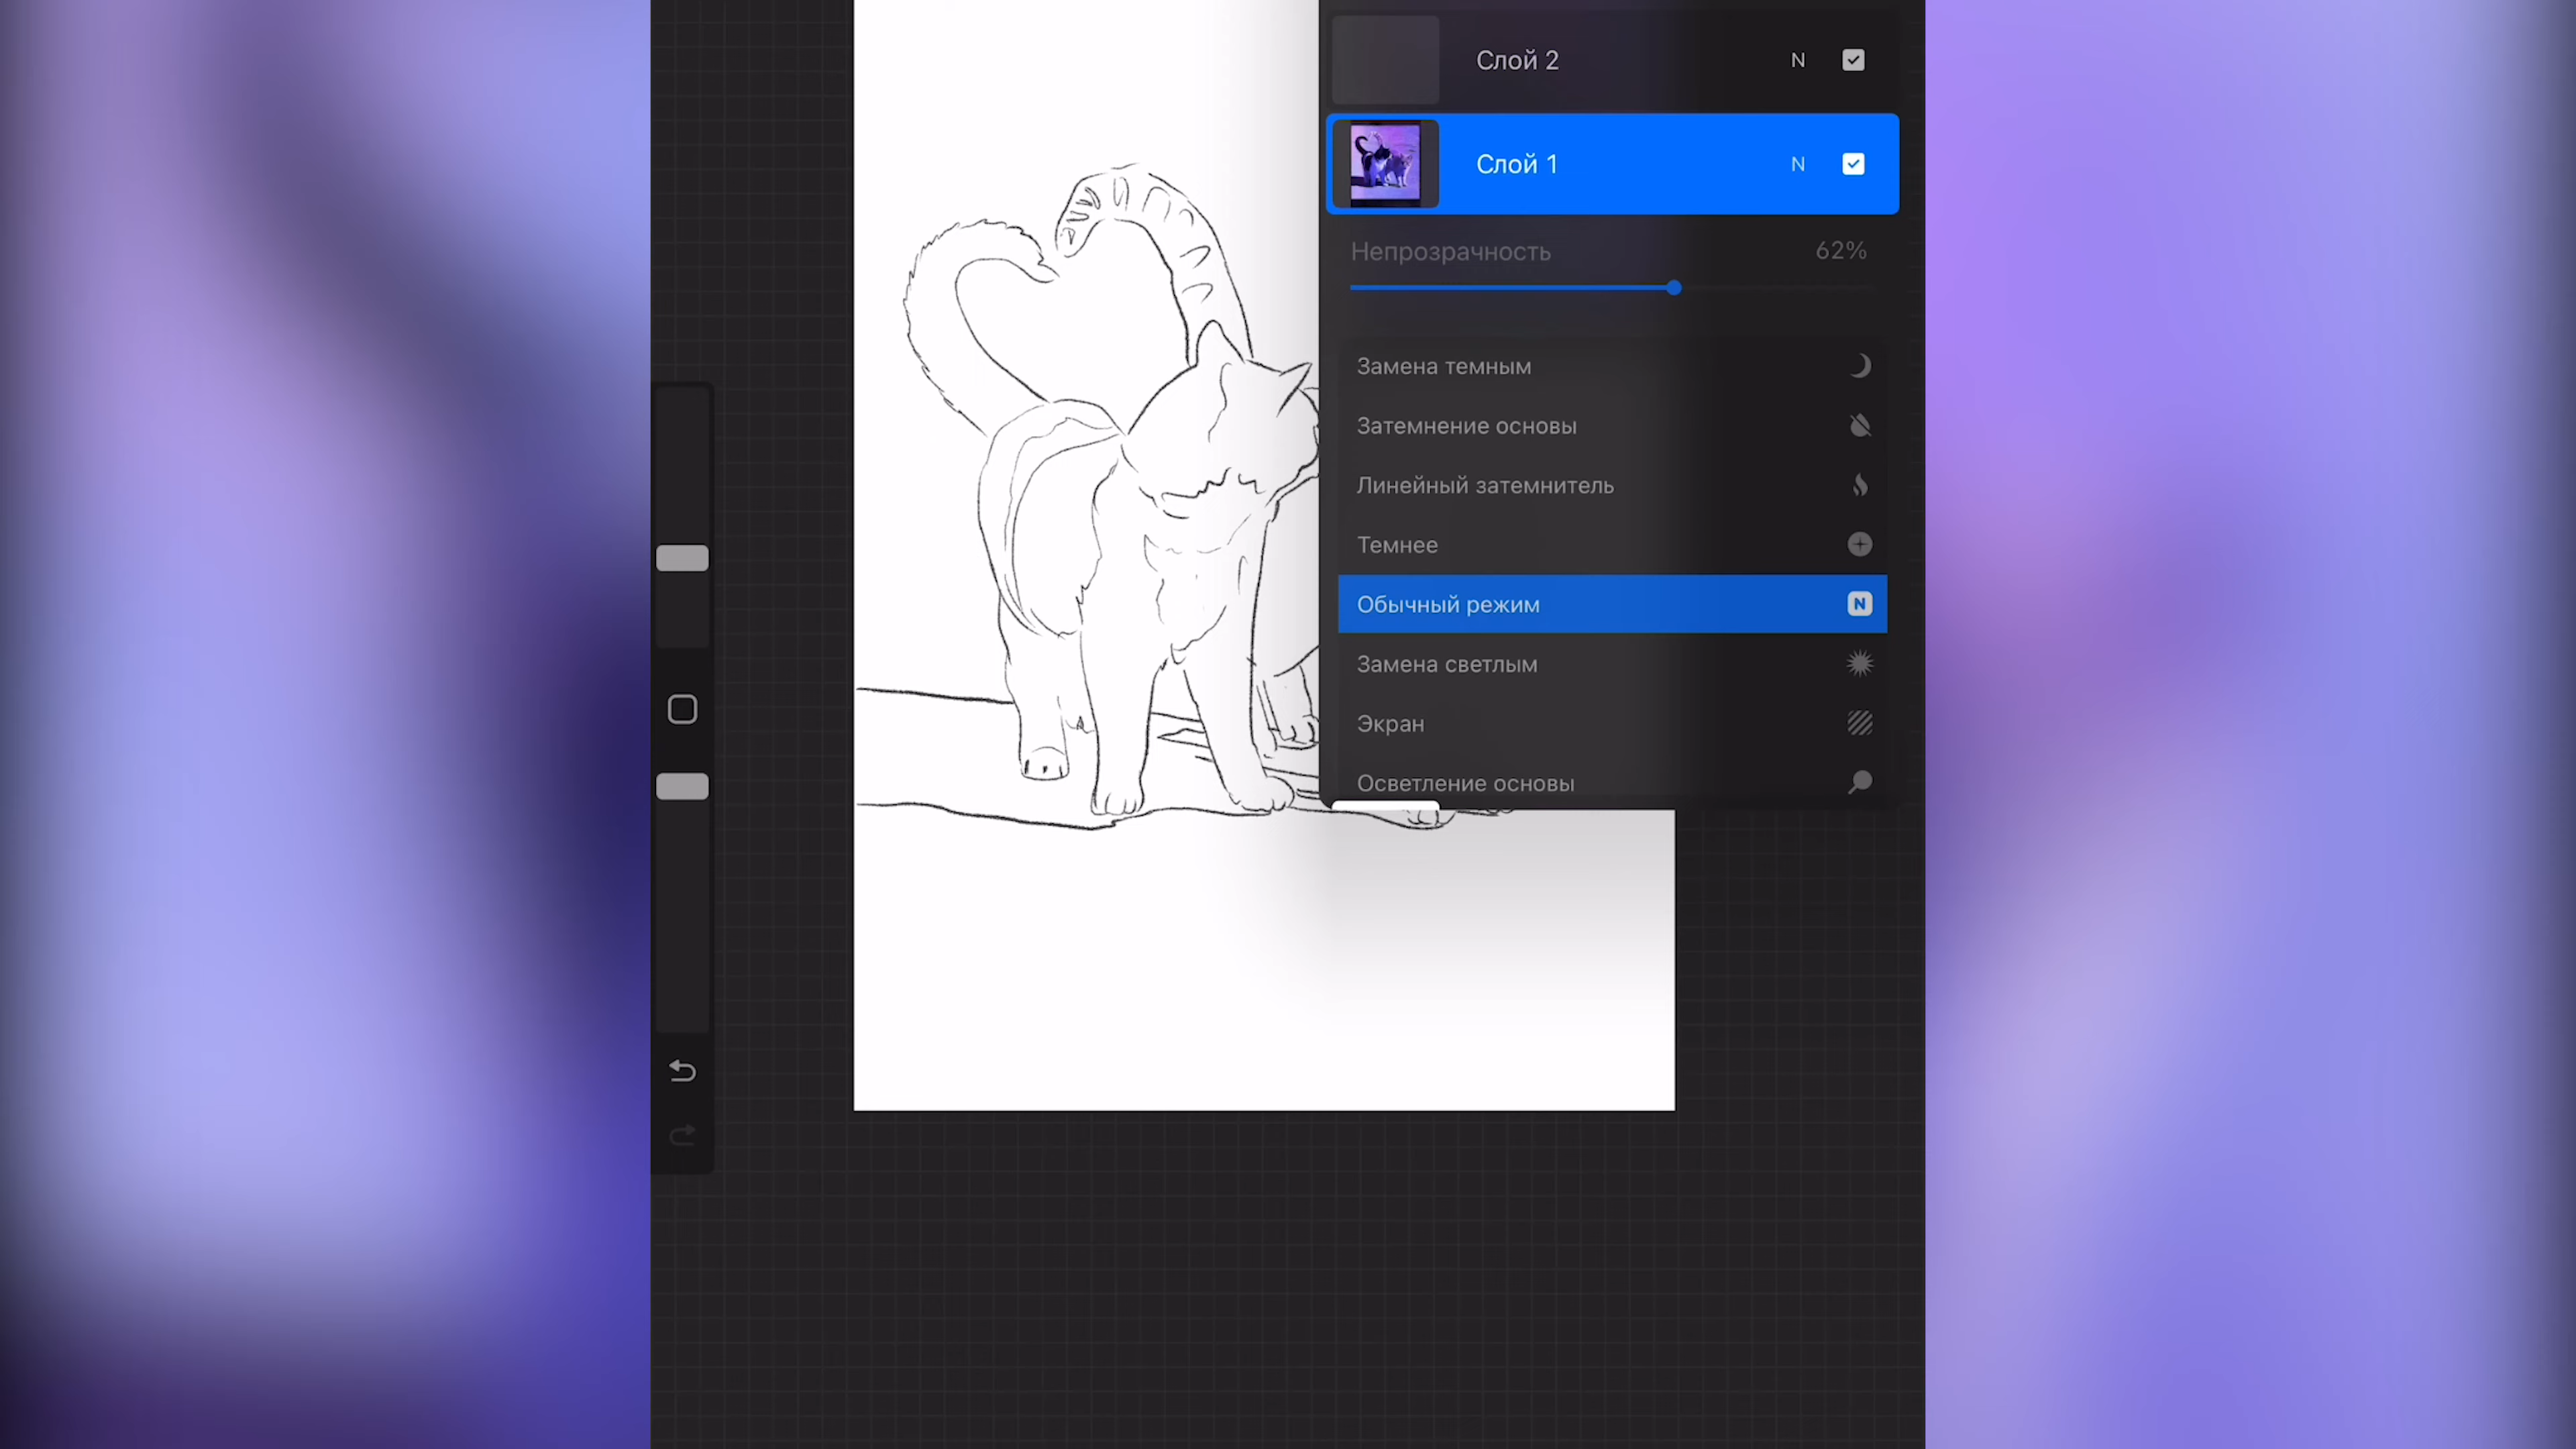 Слой 2 N
Слой 1 N
Непрозрачность 62%
Замена темным
Затемнение основы
Линейный затемнитель
Темнее
Обычный режим N
Замена светлым
Экран
Осветление основы